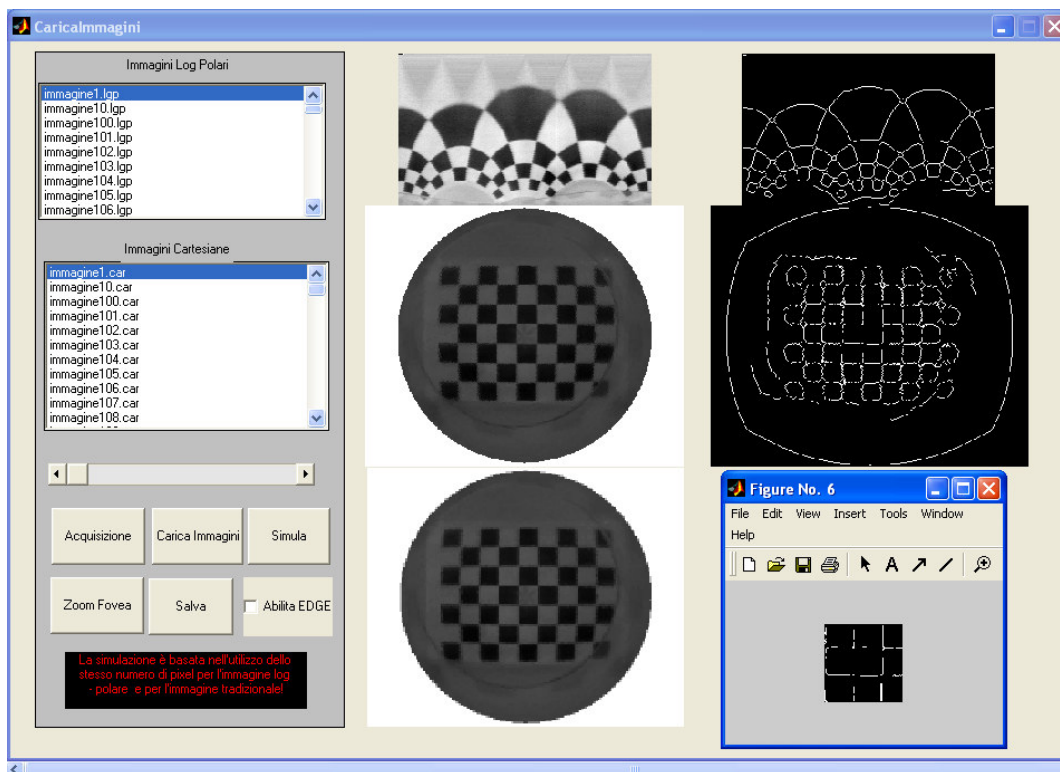 CaricaImmagini
Immagini Log Polari
immagine1.lgp
immagine10.lgp
immagine100.lgp
immagine101.lgp
immagine102.lgp
immagine103.lgp
immagine104.lgp
immagine105.lgp
immagine106.lgp
Immagini Cartesiane
immagine1.car
immagine10.car
immagine100.car
immagine101.car
immagine102.car
immagine103.car
immagine104.car
immagine105.car
immagine106.car
immagine107.car
immagine108.car
Acquisizione
Carica Immagini
Simula
Zoom Fovea
Salva
Abilita EDGE
La simulazione è basata nell'utilizzo dello
stesso numero di pixel per l'immagine log
- polare e per l'immagine tradizionale!
Figure No. 6
File Edit View Insert Tools Window
Help